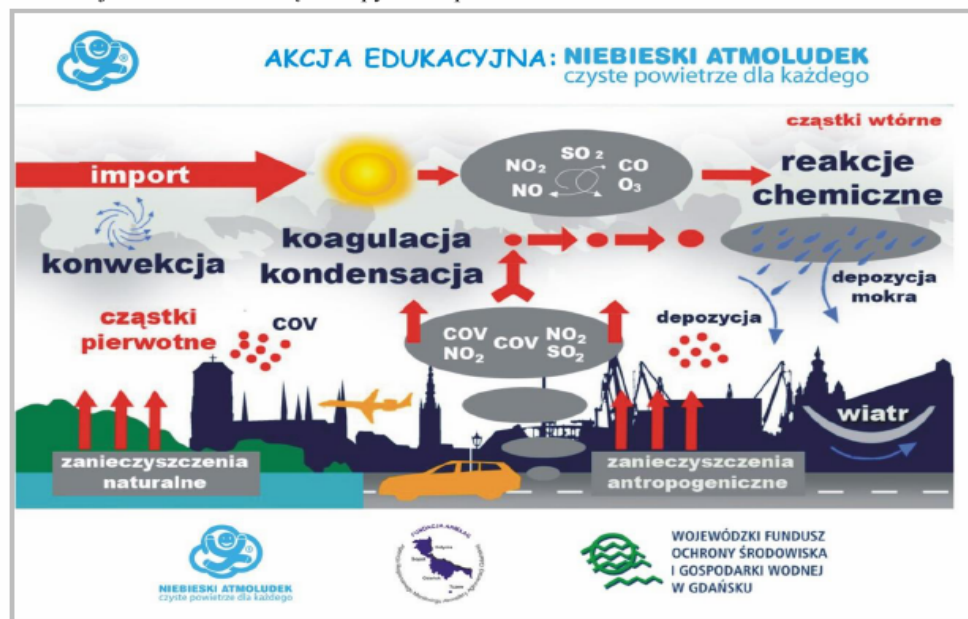 AKCJA EDUKACYJNA: NIEBIESKI ATMOLUDEK
czyste powietrze dla każdego
cząstki wtórne
import
NO2 SO2 CO
NO O3
reakcje
chemiczne
konwekcja
koagulacja
kondensacja
depozycja
mokra
cząstki
pierwotne
COV
COV COV NO2
NO2 SO2
depozycja
wiatr
zanieczyszczenia
naturalne
zanieczyszczenia
antropogeniczne
NIEBIESKI ATMOLUDEK
czyste powietrze dla każdego
FUNDACJA
WOJEWÓDZKI FUNDUSZ
OCHRONY ŚRODOWISKA
I GOSPODARKI WODNEJ
W GDAŃSKU